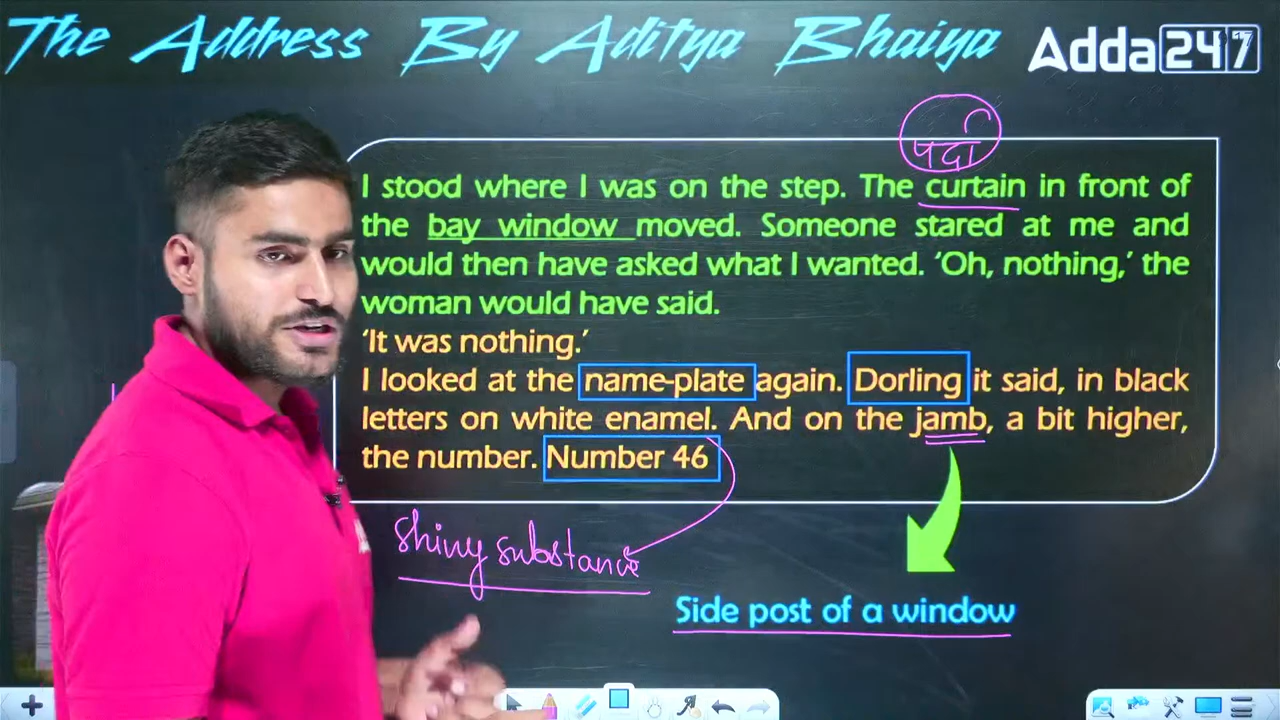 The Address By Aditya Bhaiya
Adda247
पर्दा
I stood where I was on the step. The curtain in front of
the bay window moved. Someone stared at me and
would then have asked what I wanted. ‘Oh, nothing,’ the
woman would have said.
‘It was nothing.’
I looked at the name-plate again. Dorling it said, in black
letters on white enamel. And on the jamb, a bit higher,
the number. Number 46
shiny substance
Side post of a window